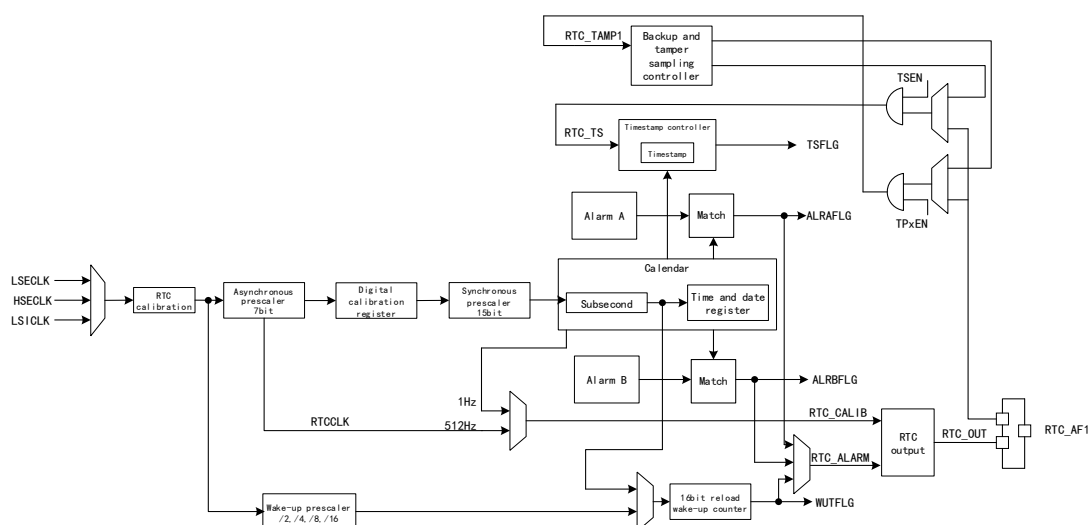 RTC_TAMP1
Backup and
tamper
sampling
controller
TSEN
RTC_TS
Timestamp controller
Timestamp
TSFLG
TPxEN
Alarm A
Match
ALRAFLG
Calendar
LSECLK
HSECLK
LSICLK
RTC
calibration
Asynchronous
prescaler
7bit
Digital
calibration
register
Synchronous
prescaler
15bit
Subsecond
Time and date
register
Alarm B
Match
ALRBFLG
1Hz
RTCCLK
512Hz
RTC_CALIB
RTC_ALARM
RTC
output
RTC_OUT
RTC_AF1
Wake-up prescaler
/2, /4, /8, /16
16bit reload
wake-up counter
WUTFLG